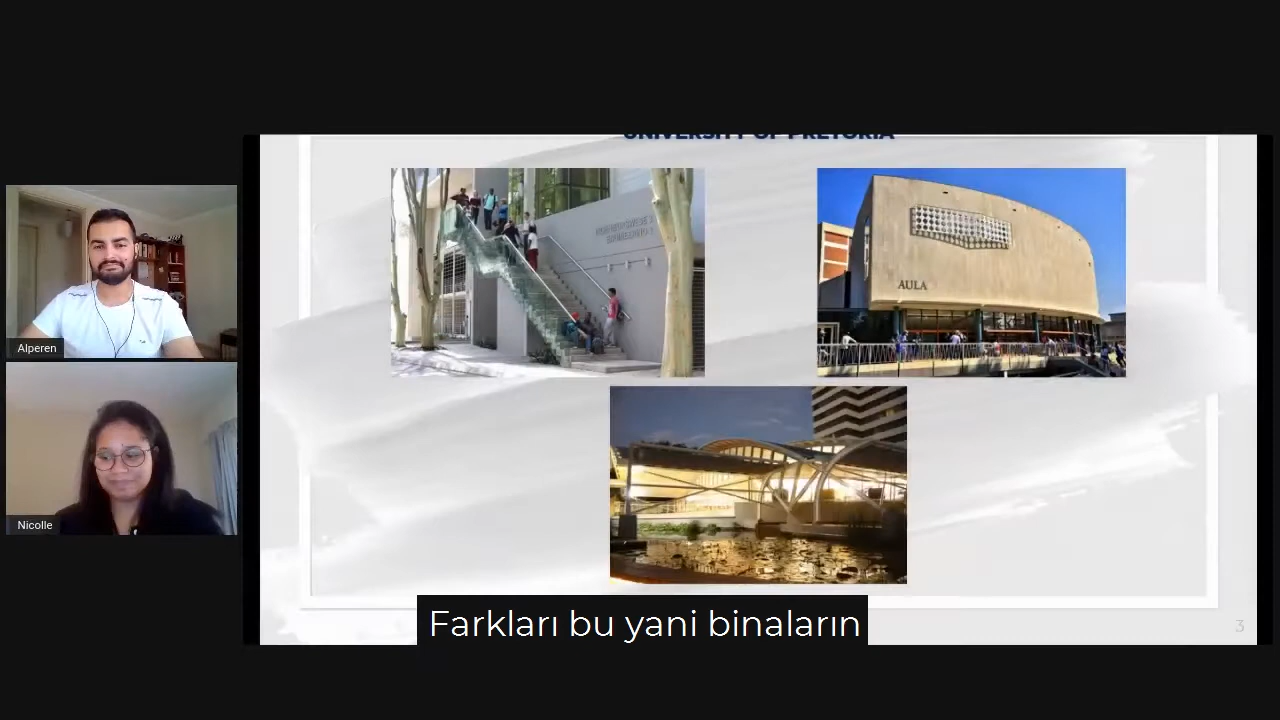 UNIVERSITY OF PRETORIA
AULA
Alperen
Nicolle
Farkları bu yani binaların
3